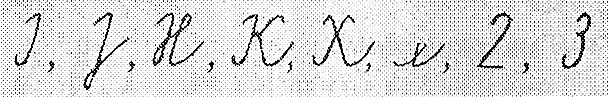 I, J, H, K, X, x, 2, 3